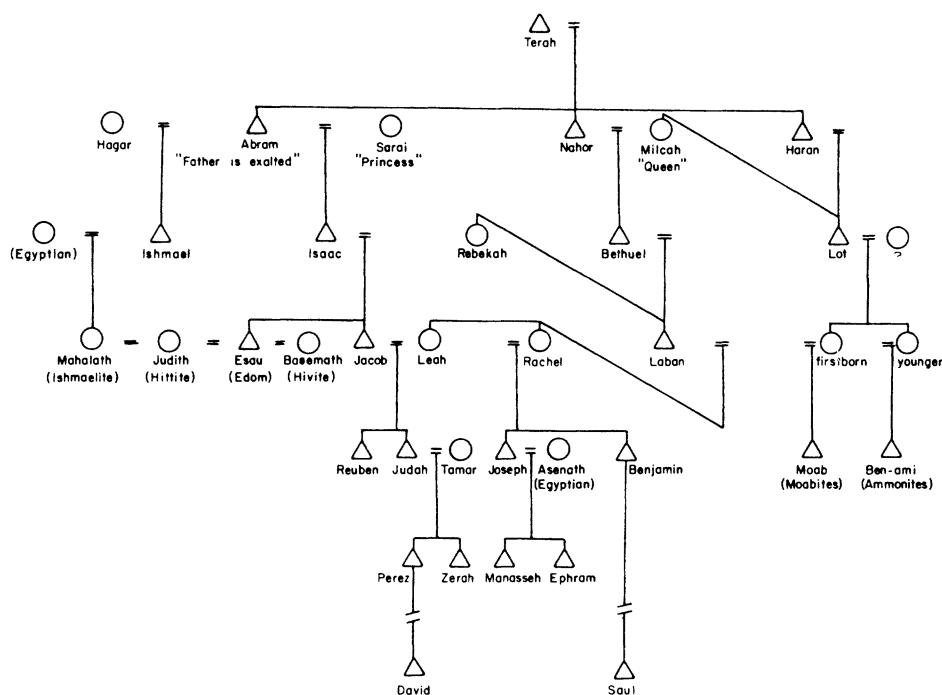 Terah
Hagar
Abram
"Father is exalted"
Sarai
"Princess"
Nahor
Milcah
"Queen"
Haran
(Egyptian)
Ishmael
Isaac
Rebekah
Bethuel
Lot
?
Mahalath
(Ishmaelite)
Judith
(Hittite)
Esau
(Edom)
Basemath
(Hivite)
Jacob
Leah
Rachel
Laban
firstborn
younger
Reuben
Judah
Tamar
Joseph
Asenath
(Egyptian)
Benjamin
Moab
(Moabites)
Ben-ami
(Ammonites)
Perez
Zerah
Manasseh
Ephram
David
Saul